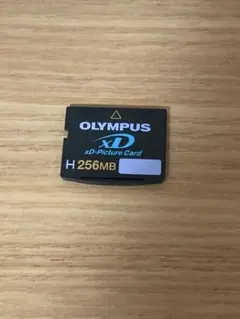 OLYMPUS
xD
xD-Picture Card
H 256MB